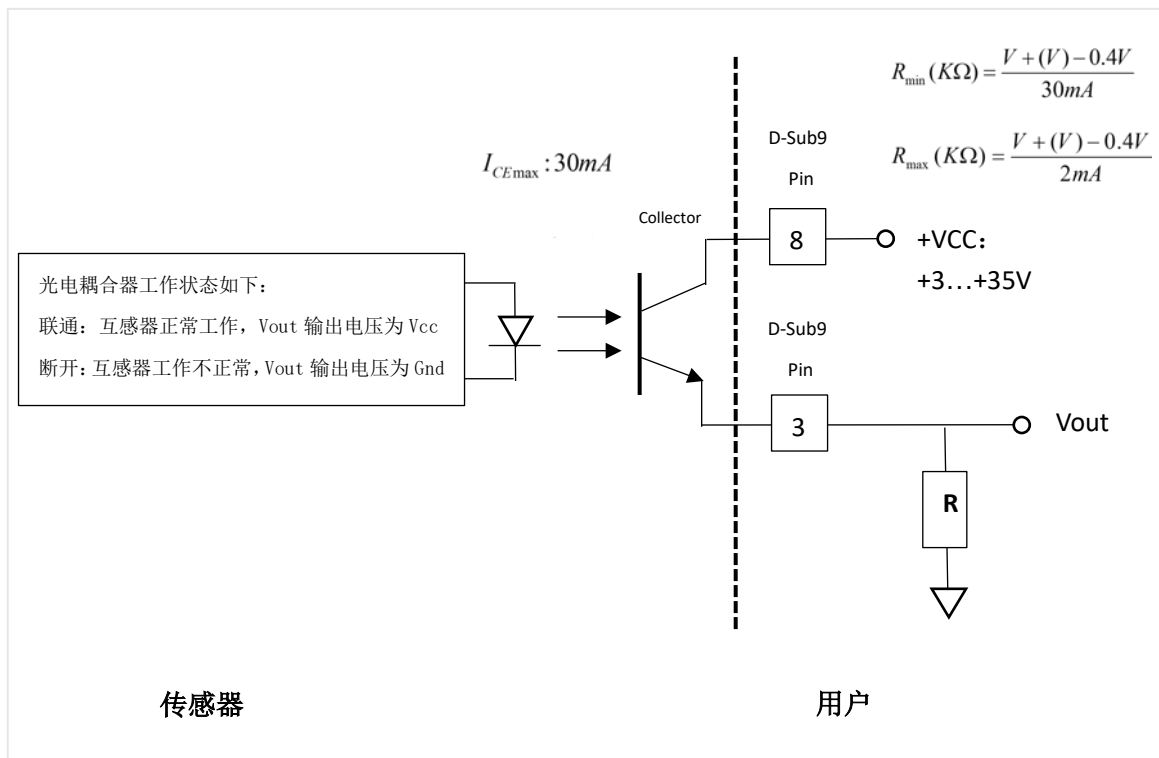 R_min (KΩ) = (V + (V) − 0.4V) / 30mA
R_max (KΩ) = (V + (V) − 0.4V) / 2mA
I_CEmax : 30mA
D-Sub9
Pin
Collector
8
+VCC：
+3…+35V
光电耦合器工作状态如下：
联通：互感器正常工作，Vout 输出电压为 Vcc
断开：互感器工作不正常，Vout 输出电压为 Gnd
D-Sub9
Pin
3
Vout
R
传感器
用户